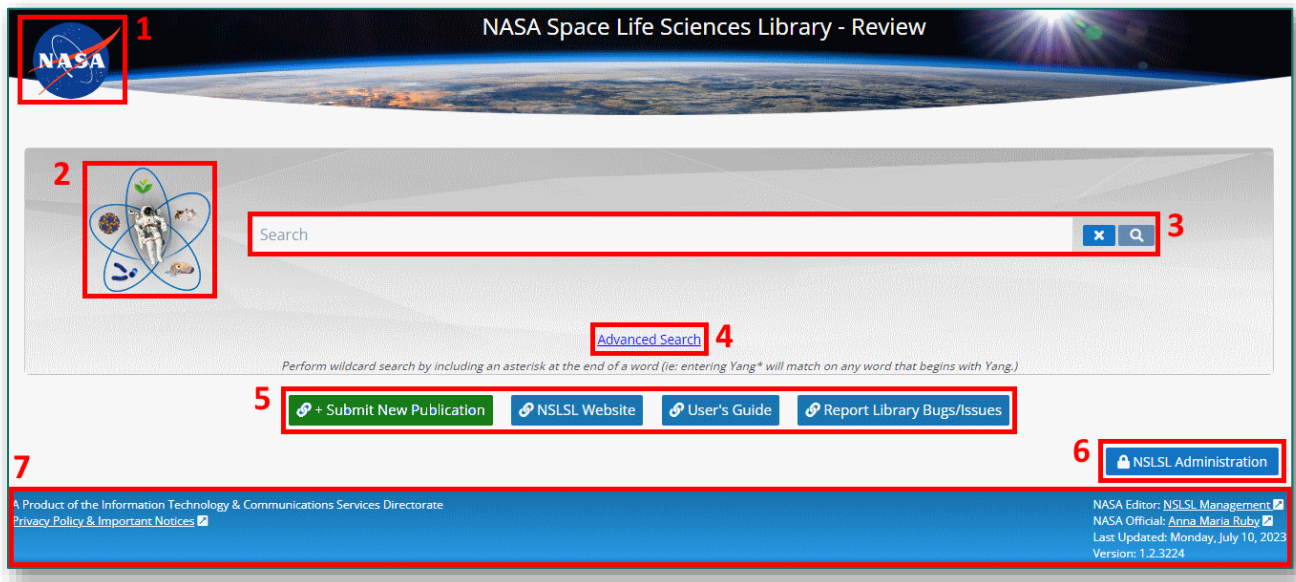 1
NASA Space Life Sciences Library - Review
NASA
2
Search
3
Advanced Search
4
Perform wildcard search by including an asterisk at the end of a word (ie: entering Yang* will match on any word that begins with Yang.)
5
+ Submit New Publication
NSLSL Website
User's Guide
Report Library Bugs/Issues
6
NSLSL Administration
7
A Product of the Information Technology & Communications Services Directorate
Privacy Policy & Important Notices
NASA Editor: NSLSL Management
NASA Official: Anna Maria Ruby
Last Updated: Monday, July 10, 2023
Version: 1.2.3224